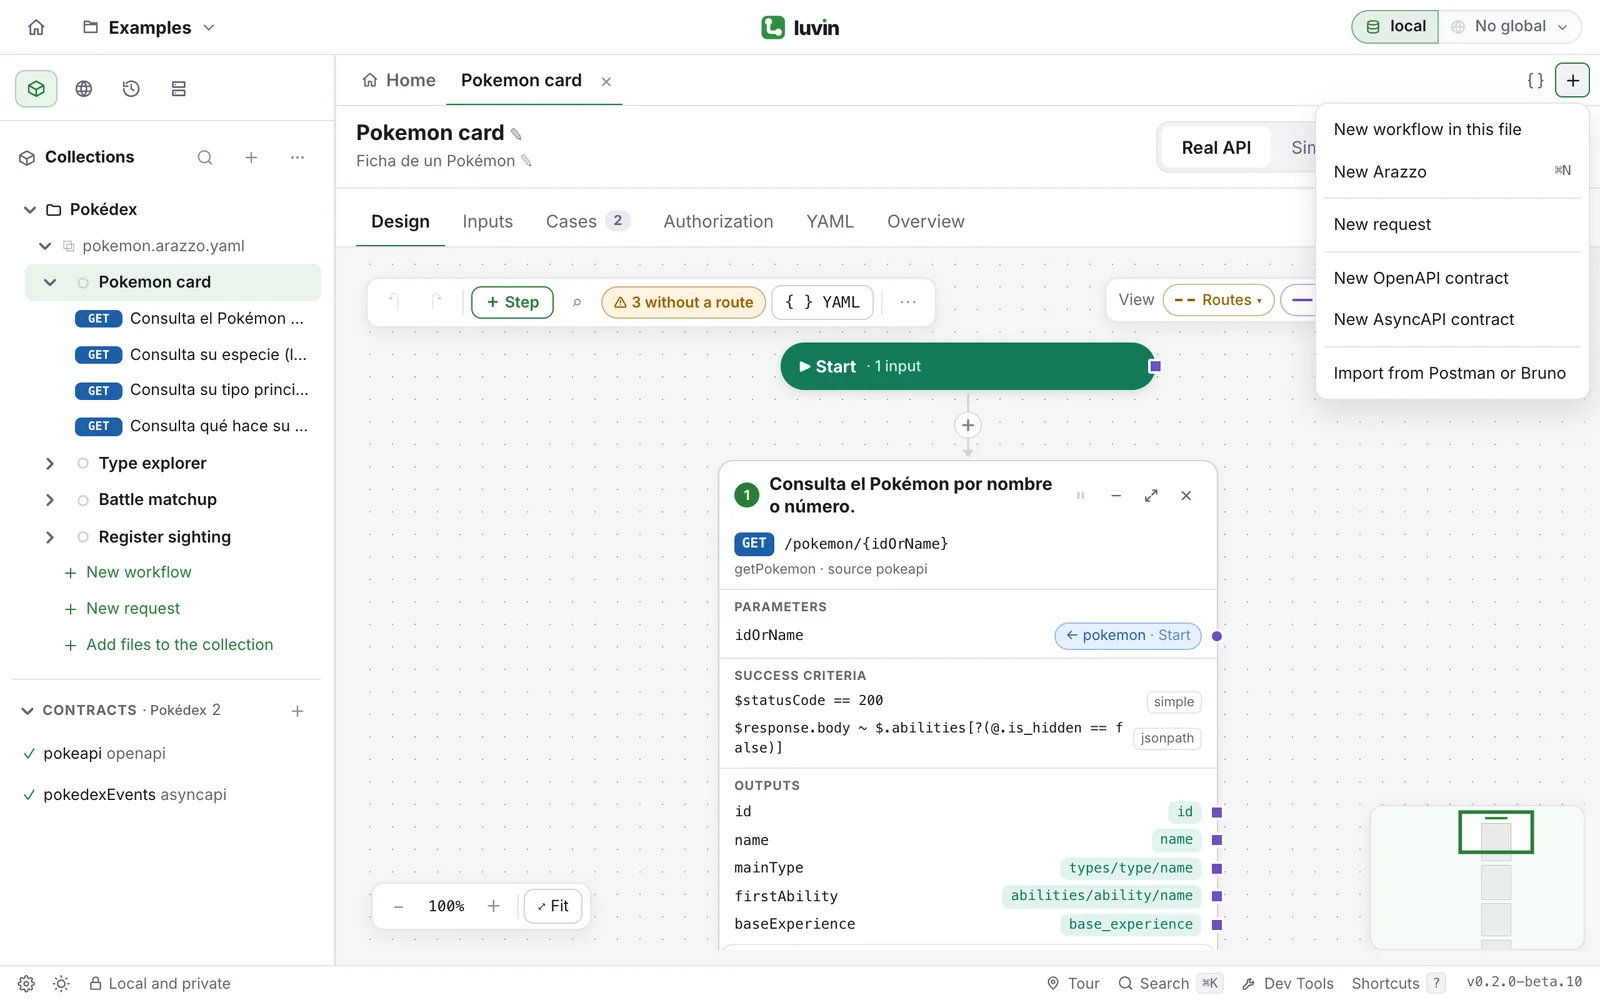 Examples
luvin
local
No global
Home
Pokemon card
{ }
+
Collections
Pokédex
pokemon.arazzo.yaml
Pokemon card
GET Consulta el Pokémon ...
GET Consulta su especie (l...
GET Consulta su tipo princi...
GET Consulta qué hace su ...
Type explorer
Battle matchup
Register sighting
+ New workflow
+ New request
+ Add files to the collection
CONTRACTS · Pokédex 2
pokeapi openapi
pokedexEvents asyncapi
Pokemon card
Ficha de un Pokémon
Real API
Sim
Design
Inputs
Cases 2
Authorization
YAML
Overview
+ Step
3 without a route
{ } YAML
...
View
Routes
New workflow in this file
New Arazzo ⌘N
New request
New OpenAPI contract
New AsyncAPI contract
Import from Postman or Bruno
Start · 1 input
1
Consulta el Pokémon por nombre
o número.
GET /pokemon/{idOrName}
getPokemon · source pokeapi
PARAMETERS
idOrName ← pokemon · Start
SUCCESS CRITERIA
$statusCode == 200 simple
$response.body ~ $.abilities[?(@.is_hidden == f
alse)] jsonpath
OUTPUTS
id id
name name
mainType types/type/name
firstAbility abilities/ability/name
baseExperience base_experience
− 100% + Fit
Local and private
Tour
Search ⌘K
Dev Tools
Shortcuts ?
v0.2.0-beta.10